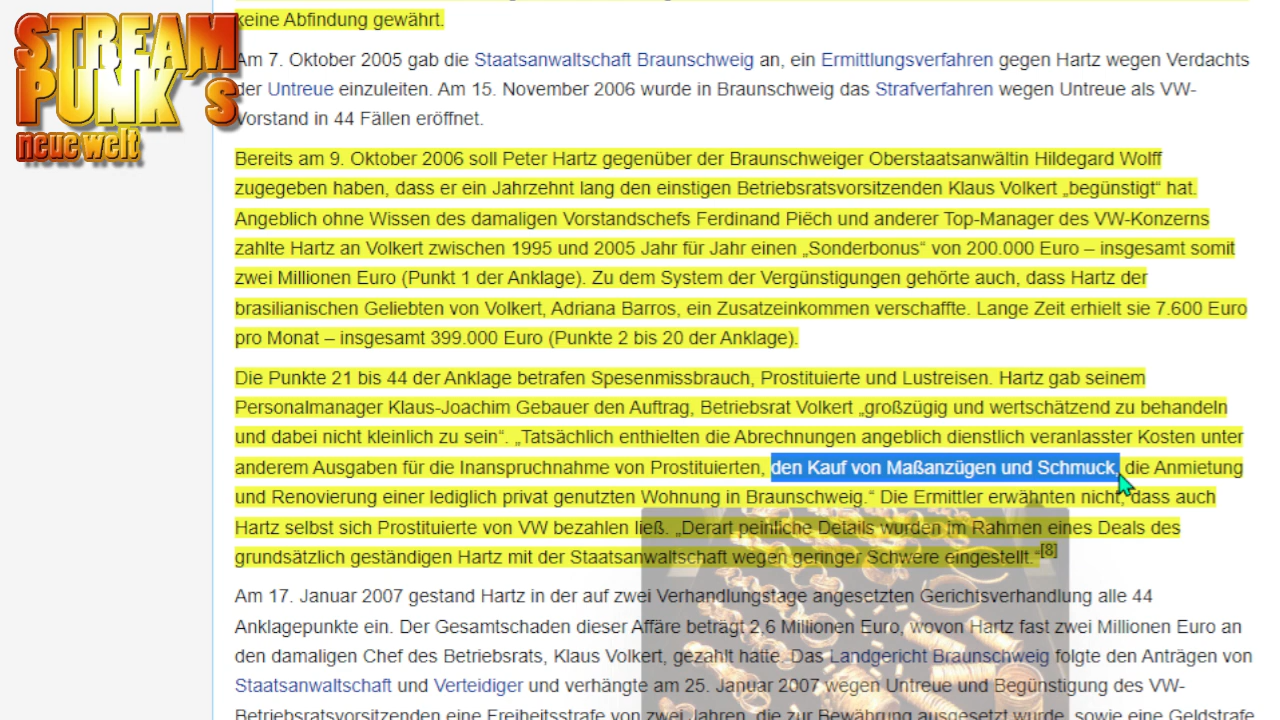 STREAM
PUNK´s
neue welt
keine Abfindung gewährt.
Am 7. Oktober 2005 gab die Staatsanwaltschaft Braunschweig an, ein Ermittlungsverfahren gegen Hartz wegen Verdachts
der Untreue einzuleiten. Am 15. November 2006 wurde in Braunschweig das Strafverfahren wegen Untreue als VW-
Vorstand in 44 Fällen eröffnet.
Bereits am 9. Oktober 2006 soll Peter Hartz gegenüber der Braunschweiger Oberstaatsanwältin Hildegard Wolff
zugegeben haben, dass er ein Jahrzehnt lang den einstigen Betriebsratsvorsitzenden Klaus Volkert „begünstigt“ hat.
Angeblich ohne Wissen des damaligen Vorstandschefs Ferdinand Piëch und anderer Top-Manager des VW-Konzerns
zahlte Hartz an Volkert zwischen 1995 und 2005 Jahr für Jahr einen „Sonderbonus“ von 200.000 Euro – insgesamt somit
zwei Millionen Euro (Punkt 1 der Anklage). Zu dem System der Vergünstigungen gehörte auch, dass Hartz der
brasilianischen Geliebten von Volkert, Adriana Barros, ein Zusatzeinkommen verschaffte. Lange Zeit erhielt sie 7.600 Euro
pro Monat – insgesamt 399.000 Euro (Punkte 2 bis 20 der Anklage).
Die Punkte 21 bis 44 der Anklage betrafen Spesenmissbrauch, Prostituierte und Lustreisen. Hartz gab seinem
Personalmanager Klaus-Joachim Gebauer den Auftrag, Betriebsrat Volkert „großzügig und wertschätzend zu behandeln
und dabei nicht kleinlich zu sein“. „Tatsächlich enthielten die Abrechnungen angeblich dienstlich veranlasster Kosten unter
anderem Ausgaben für die Inanspruchnahme von Prostituierten, den Kauf von Maßanzügen und Schmuck, die Anmietung
und Renovierung einer lediglich privat genutzten Wohnung in Braunschweig.“ Die Ermittler erwähnten nicht, dass auch
Hartz selbst sich Prostituierte von VW bezahlen ließ. „Derart peinliche Details wurden im Rahmen eines Deals des
grundsätzlich geständigen Hartz mit der Staatsanwaltschaft wegen geringer Schwere eingestellt.“[8]
Am 17. Januar 2007 gestand Hartz in der auf zwei Verhandlungstage angesetzten Gerichtsverhandlung alle 44
Anklagepunkte ein. Der Gesamtschaden dieser Affäre beträgt 2,6 Millionen Euro, wovon Hartz fast zwei Millionen Euro an
den damaligen Chef des Betriebsrats, Klaus Volkert, gezahlt hatte. Das Landgericht Braunschweig folgte den Anträgen von
Staatsanwaltschaft und Verteidiger und verhängte am 25. Januar 2007 wegen Untreue und Begünstigung des VW-
Betriebsratsvorsitzenden eine Freiheitsstrafe von zwei Jahren, die zur Bewährung ausgesetzt wurde, sowie eine Geldstrafe